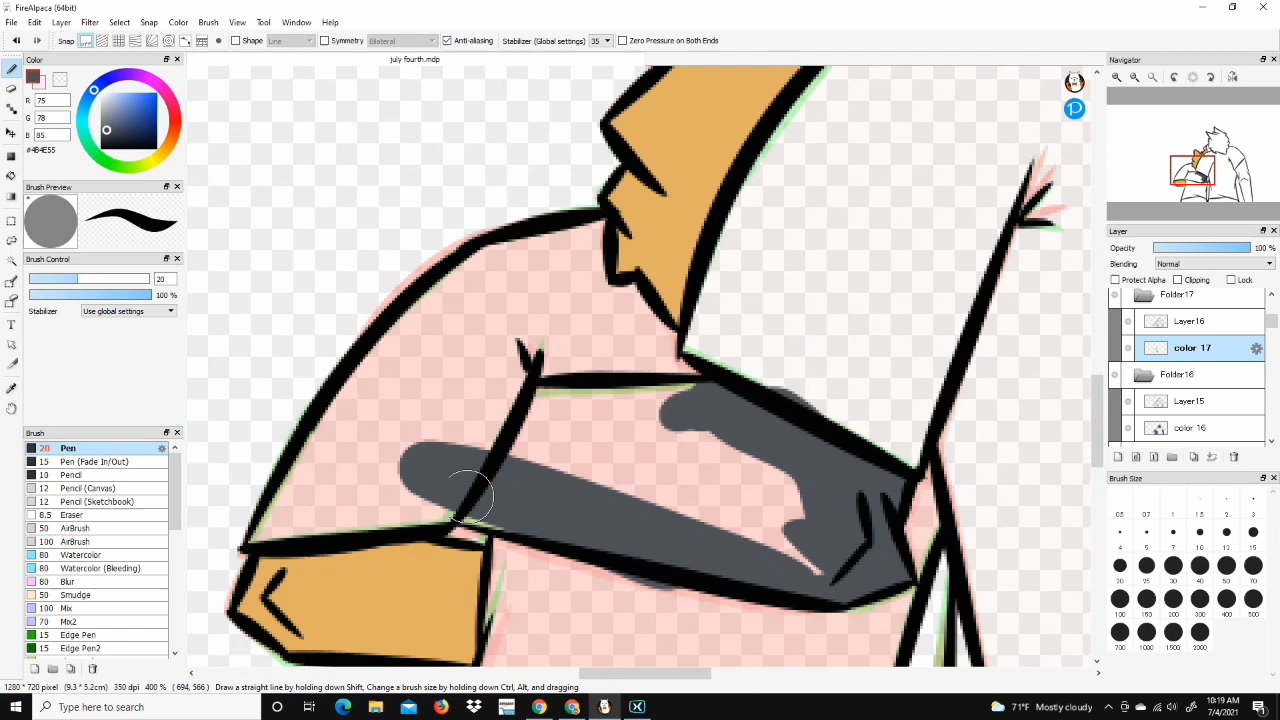 FireAlpaca (64bit)
File Edit Layer Filter Select Snap Color Brush View Tool Window Help
Snap OFF Shape Line Symmetry Bilateral Anti-aliasing Stabilizer (Global settings) 35 Zero Pressure on Both Ends
Color
R 75
G 78
B 85
#4B4E55
Brush Preview
Brush Control
20
100 %
Stabilizer Use global settings
Brush
20 Pen
15 Pen (Fade In/Out)
10 Pencil
12 Pencil (Canvas)
12 Pencil (Sketchbook)
8.5 Eraser
50 AirBrush
80 Watercolor
80 Watercolor (Bleeding)
80 Blur
50 Smudge
100 Mix
70 Mix2
15 Edge Pen
8 Edge Pen2
july fourth.mdp
Navigator
Layer
Opacity 100 %
Blending Normal
Protect Alpha Clipping Lock
Folder17
Layer16
color 17
Folder16
Layer15
color 16
Brush Size
0.5 0.7 1 1.5 2 3
4 5 7 10 12 15
20 25 30 40 50 70
100 100 200 300 400 500
700 1000 1500 2000
1280 * 720 pixel (9.3 * 5.2cm) 350 dpi 400 % ( 694, 566 ) Draw a straight line by holding down Shift, Change a brush size by holding down Ctrl, Alt, and dragging
Type here to search
71°F Mostly cloudy
10:19 AM
7/4/2021